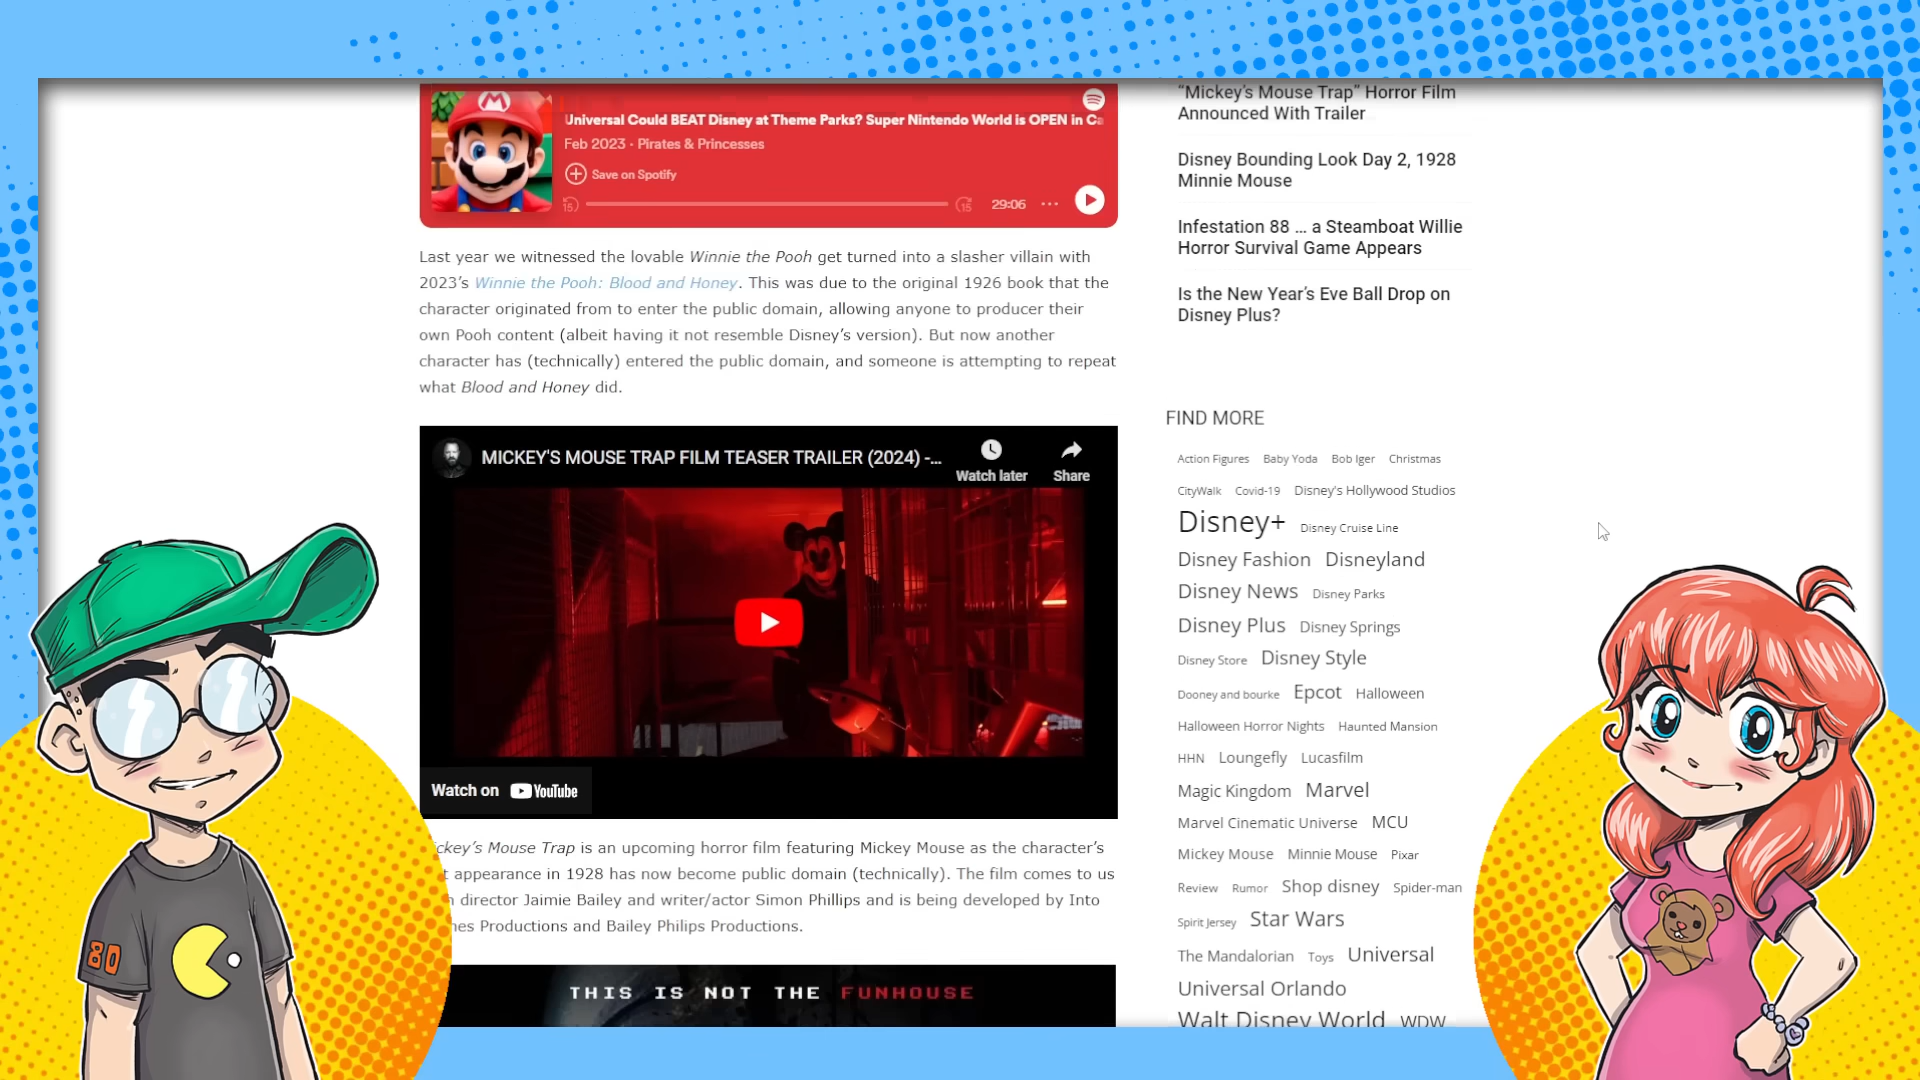 Universal Could BEAT Disney at Theme Parks? Super Nintendo World is OPEN in Ca
Feb 2023 · Pirates & Princesses
Save on Spotify
15
15
29:06
Last year we witnessed the lovable Winnie the Pooh get turned into a slasher villain with
2023's Winnie the Pooh: Blood and Honey. This was due to the original 1926 book that the
character originated from to enter the public domain, allowing anyone to producer their
own Pooh content (albeit having it not resemble Disney's version). But now another
character has (technically) entered the public domain, and someone is attempting to repeat
what Blood and Honey did.
MICKEY'S MOUSE TRAP FILM TEASER TRAILER (2024) -...
Watch later
Share
Watch on YouTube
ckey's Mouse Trap is an upcoming horror film featuring Mickey Mouse as the character's
t appearance in 1928 has now become public domain (technically). The film comes to us
director Jaimie Bailey and writer/actor Simon Phillips and is being developed by Into
nes Productions and Bailey Philips Productions.
THIS IS NOT THE FUNHOUSE
"Mickey's Mouse Trap" Horror Film
Announced With Trailer
Disney Bounding Look Day 2, 1928
Minnie Mouse
Infestation 88 ... a Steamboat Willie
Horror Survival Game Appears
Is the New Year's Eve Ball Drop on
Disney Plus?
FIND MORE
Action Figures Baby Yoda Bob Iger Christmas
CityWalk Covid-19 Disney's Hollywood Studios
Disney+ Disney Cruise Line
Disney Fashion Disneyland
Disney News Disney Parks
Disney Plus Disney Springs
Disney Store Disney Style
Dooney and bourke Epcot Halloween
Halloween Horror Nights Haunted Mansion
HHN Loungefly Lucasfilm
Magic Kingdom Marvel
Marvel Cinematic Universe MCU
Mickey Mouse Minnie Mouse Pixar
Review Rumor Shop disney Spider-man
Spirit Jersey Star Wars
The Mandalorian Toys Universal
Universal Orlando
Walt Disney World WDW
80
M